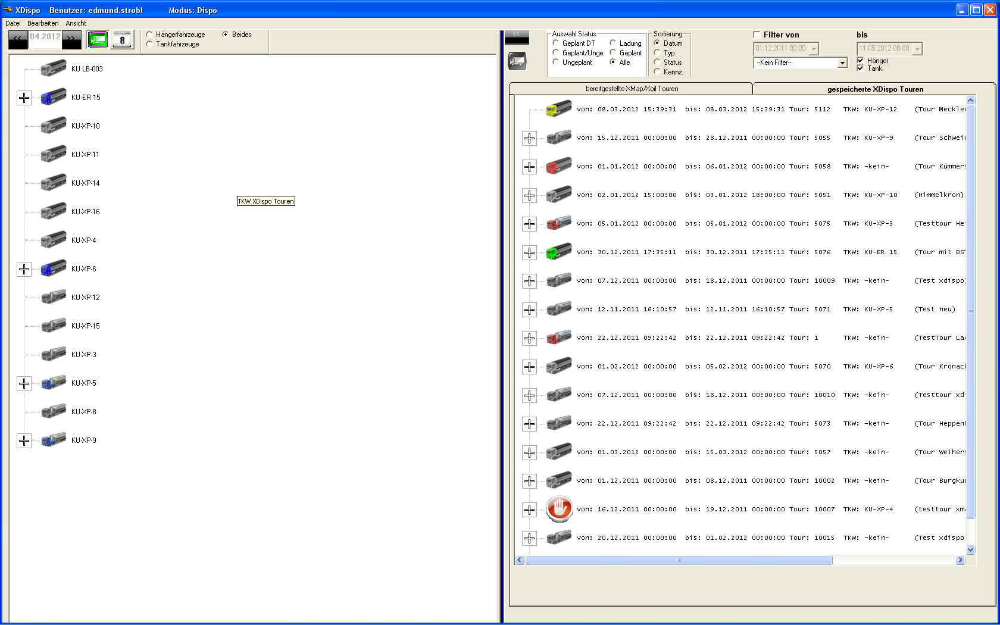 XDispo Benutzer: edmund.strobl Modus: Dispo
Datei Bearbeiten Ansicht
<< 04.2012 >> 8
Hängerfahrzeuge Beides
Tankfahrzeuge
KU LB-003
KU-ER 15
KU-XP-10
KU-XP-11
KU-XP-14
KU-XP-16
KU-XP-4
KU-XP-6
KU-XP-12
KU-XP-15
KU-XP-3
KU-XP-5
KU-XP-8
KU-XP-9
TKW XDispo Touren
<<
Auswahl Status
Geplant DT Ladung
Geplant/Unge. Geplant
Ungeplant Alle
Sortierung
Datum
Typ
Status
Kennz.
Filter von bis
01.12.2011 00:00 11.05.2012 00:00
--Kein Filter--
Hänger
Tank
bereitgestellte XMap/Xoil Touren gespeicherte XDispo Touren
von: 08.03.2012 15:39:31 bis: 08.03.2012 15:39:31 Tour: 5112 TKW: KU-XP-12 (Tour Meckler
von: 15.12.2011 00:00:00 bis: 28.12.2011 00:00:00 Tour: 5055 TKW: KU-XP-9 (Tour Schwein
von: 01.01.2012 00:00:00 bis: 06.01.2012 00:00:00 Tour: 5058 TKW: -kein- (Tour Kümmers
von: 02.01.2012 15:00:00 bis: 03.01.2012 18:00:00 Tour: 5051 TKW: KU-XP-10 (Himmelkron)
von: 05.01.2012 00:00:00 bis: 05.01.2012 00:00:00 Tour: 5075 TKW: KU-XP-3 (Testtour He
von: 30.12.2011 17:35:11 bis: 30.12.2011 17:35:11 Tour: 5076 TKW: KU-ER 15 (Tour mit BS
von: 07.12.2011 00:00:00 bis: 18.12.2011 00:00:00 Tour: 10009 TKW: -kein- (Test xdispo
von: 12.11.2011 16:10:57 bis: 12.11.2011 16:10:57 Tour: 5071 TKW: KU-XP-5 (Test neu)
von: 22.12.2011 09:22:42 bis: 22.12.2011 09:22:42 Tour: 1 TKW: -kein- (TestTour La
von: 01.02.2012 00:00:00 bis: 05.02.2012 00:00:00 Tour: 5070 TKW: KU-XP-6 (Tour Kronac
von: 07.12.2011 00:00:00 bis: 18.12.2011 00:00:00 Tour: 10010 TKW: -kein- (Testtour xd
von: 22.12.2011 09:22:42 bis: 22.12.2011 09:22:42 Tour: 5073 TKW: -kein- (Tour Heppen
von: 01.03.2012 00:00:00 bis: 15.03.2012 00:00:00 Tour: 5057 TKW: -kein- (Tour Weihers
von: 01.12.2011 00:00:00 bis: 08.12.2011 00:00:00 Tour: 10002 TKW: -kein- (Tour Burgku
von: 16.12.2011 00:00:00 bis: 19.12.2011 00:00:00 Tour: 10007 TKW: KU-XP-4 (testtour xm
von: 20.12.2011 00:00:00 bis: 01.02.2012 00:00:00 Tour: 10015 TKW: -kein- (Test xdispo